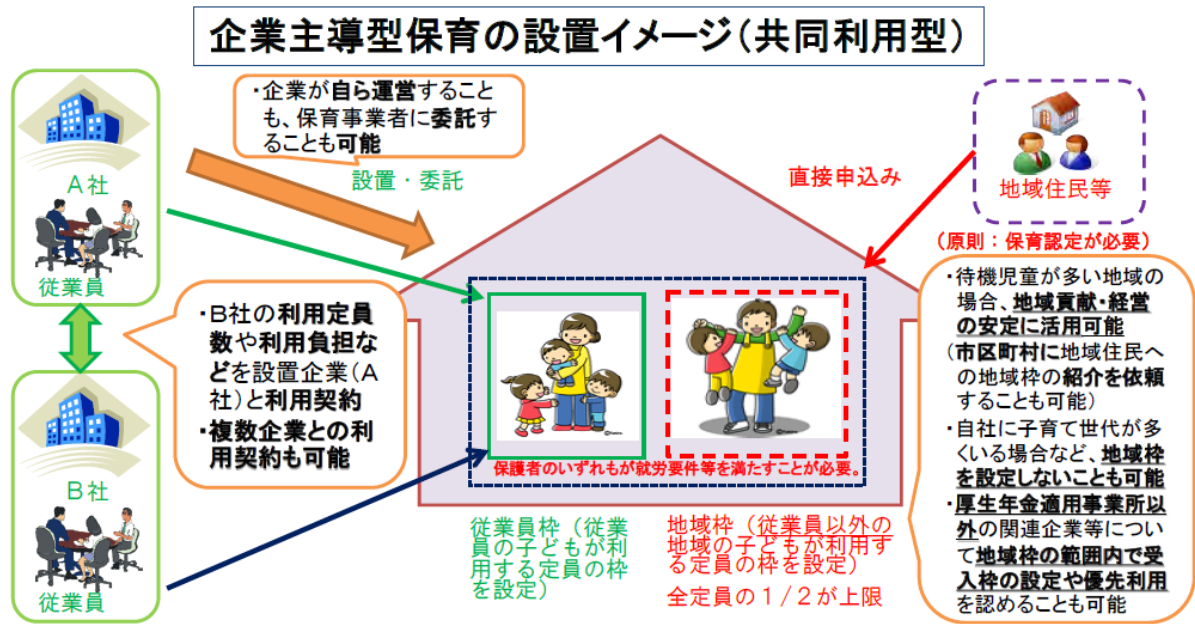 企業主導型保育の設置イメージ（共同利用型）
・企業が自ら運営すること
も、保育事業者に委託す
ることも可能
設置・委託
Ａ社
従業員
・Ｂ社の利用定員
数や利用負担な
どを設置企業（Ａ
社）と利用契約
・複数企業との利
用契約も可能
Ｂ社
従業員
直接申込み
地域住民等
（原則：保育認定が必要）
・待機児童が多い地域の
場合、地域貢献・経営
の安定に活用可能
（市区町村に地域住民へ
の地域枠の紹介を依頼
することも可能）
・自社に子育て世代が多
くいる場合など、地域枠
を設定しないことも可能
・厚生年金適用事業所以
外の関連企業等につい
て地域枠の範囲内で受
入枠の設定や優先利用
を認めることも可能
保護者のいずれもが就労要件等を満たすことが必要。
従業員枠（従業
員の子どもが利
用する定員の枠
を設定）
地域枠（従業員以外の
地域の子どもが利用す
る定員の枠を設定）
全定員の１/２が上限